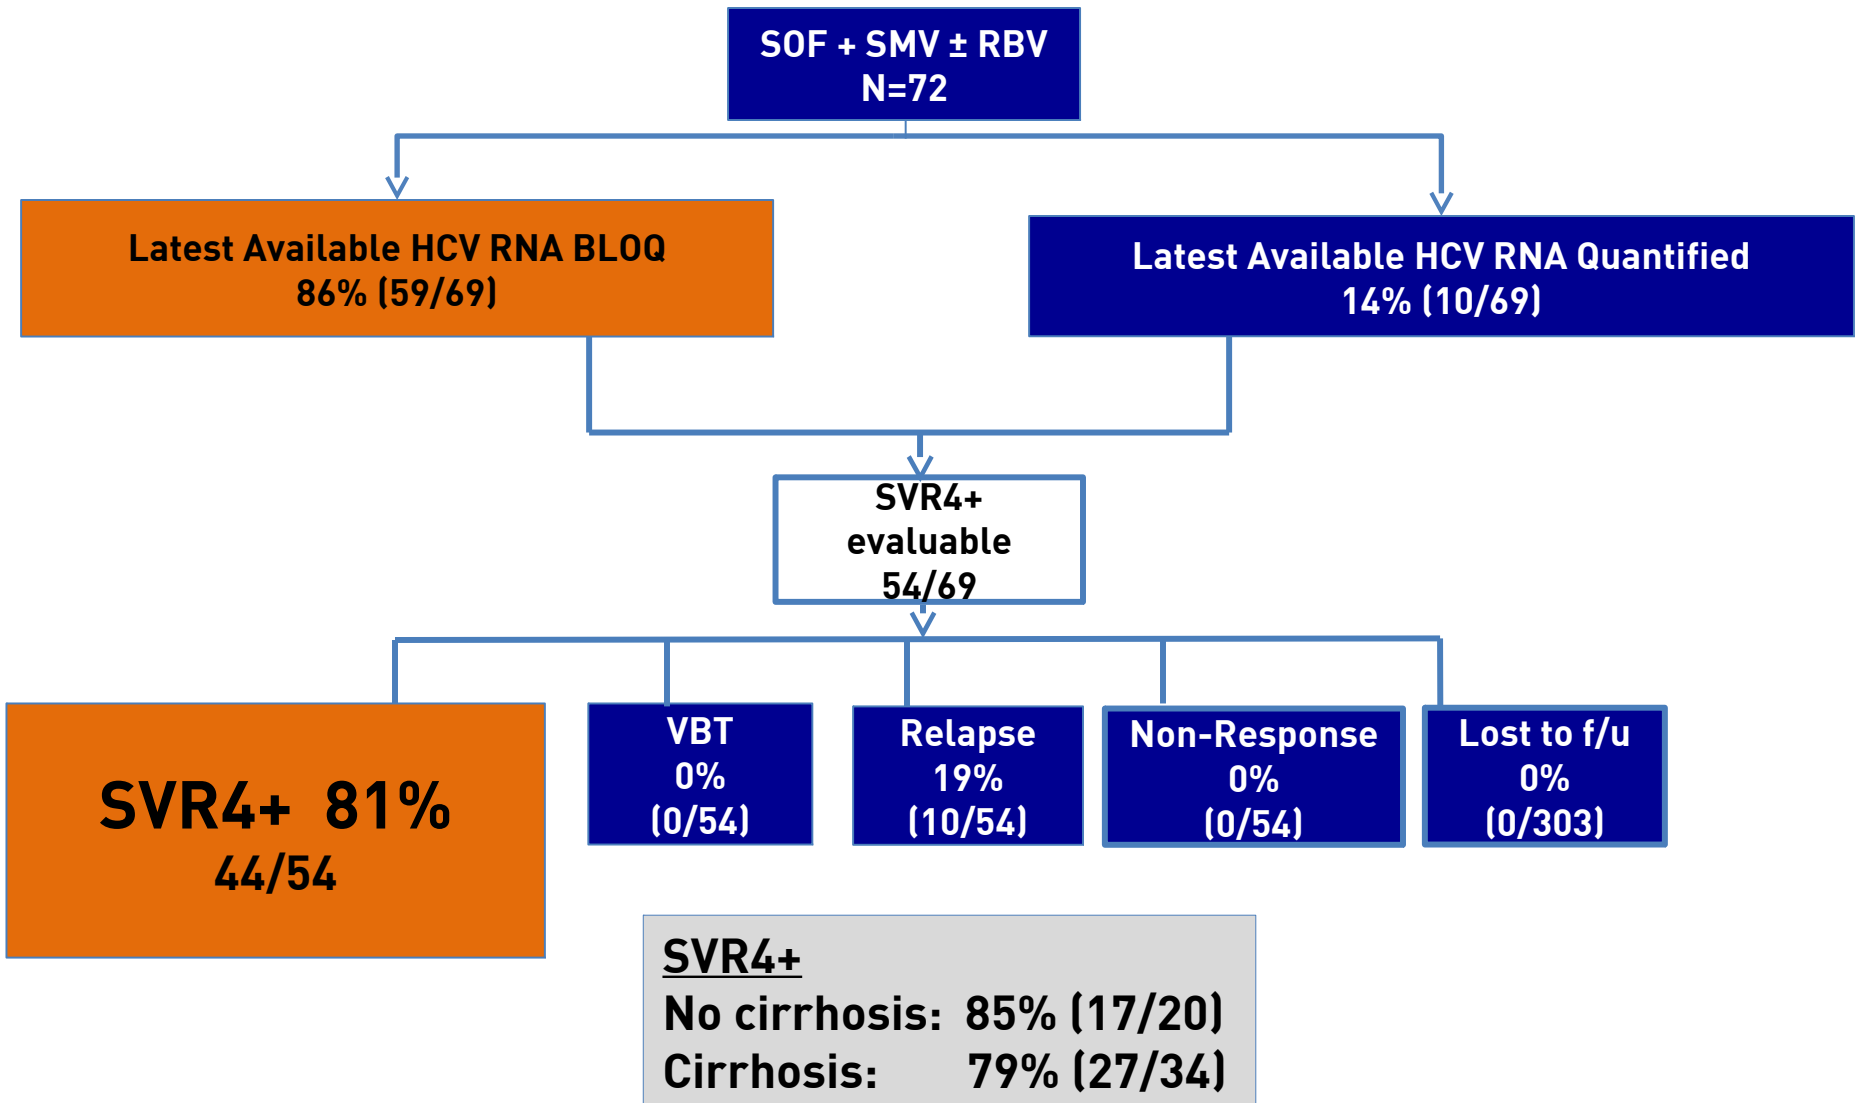 SOF + SMV ± RBV
N=72
Latest Available HCV RNA BLOQ
86% (59/69)
Latest Available HCV RNA Quantified
14% (10/69)
SVR4+
evaluable
54/69
SVR4+ 81%
44/54
VBT
0%
(0/54)
Relapse
19%
(10/54)
Non-Response
0%
(0/54)
Lost to f/u
0%
(0/303)
SVR4+
No cirrhosis: 85% (17/20)
Cirrhosis: 79% (27/34)